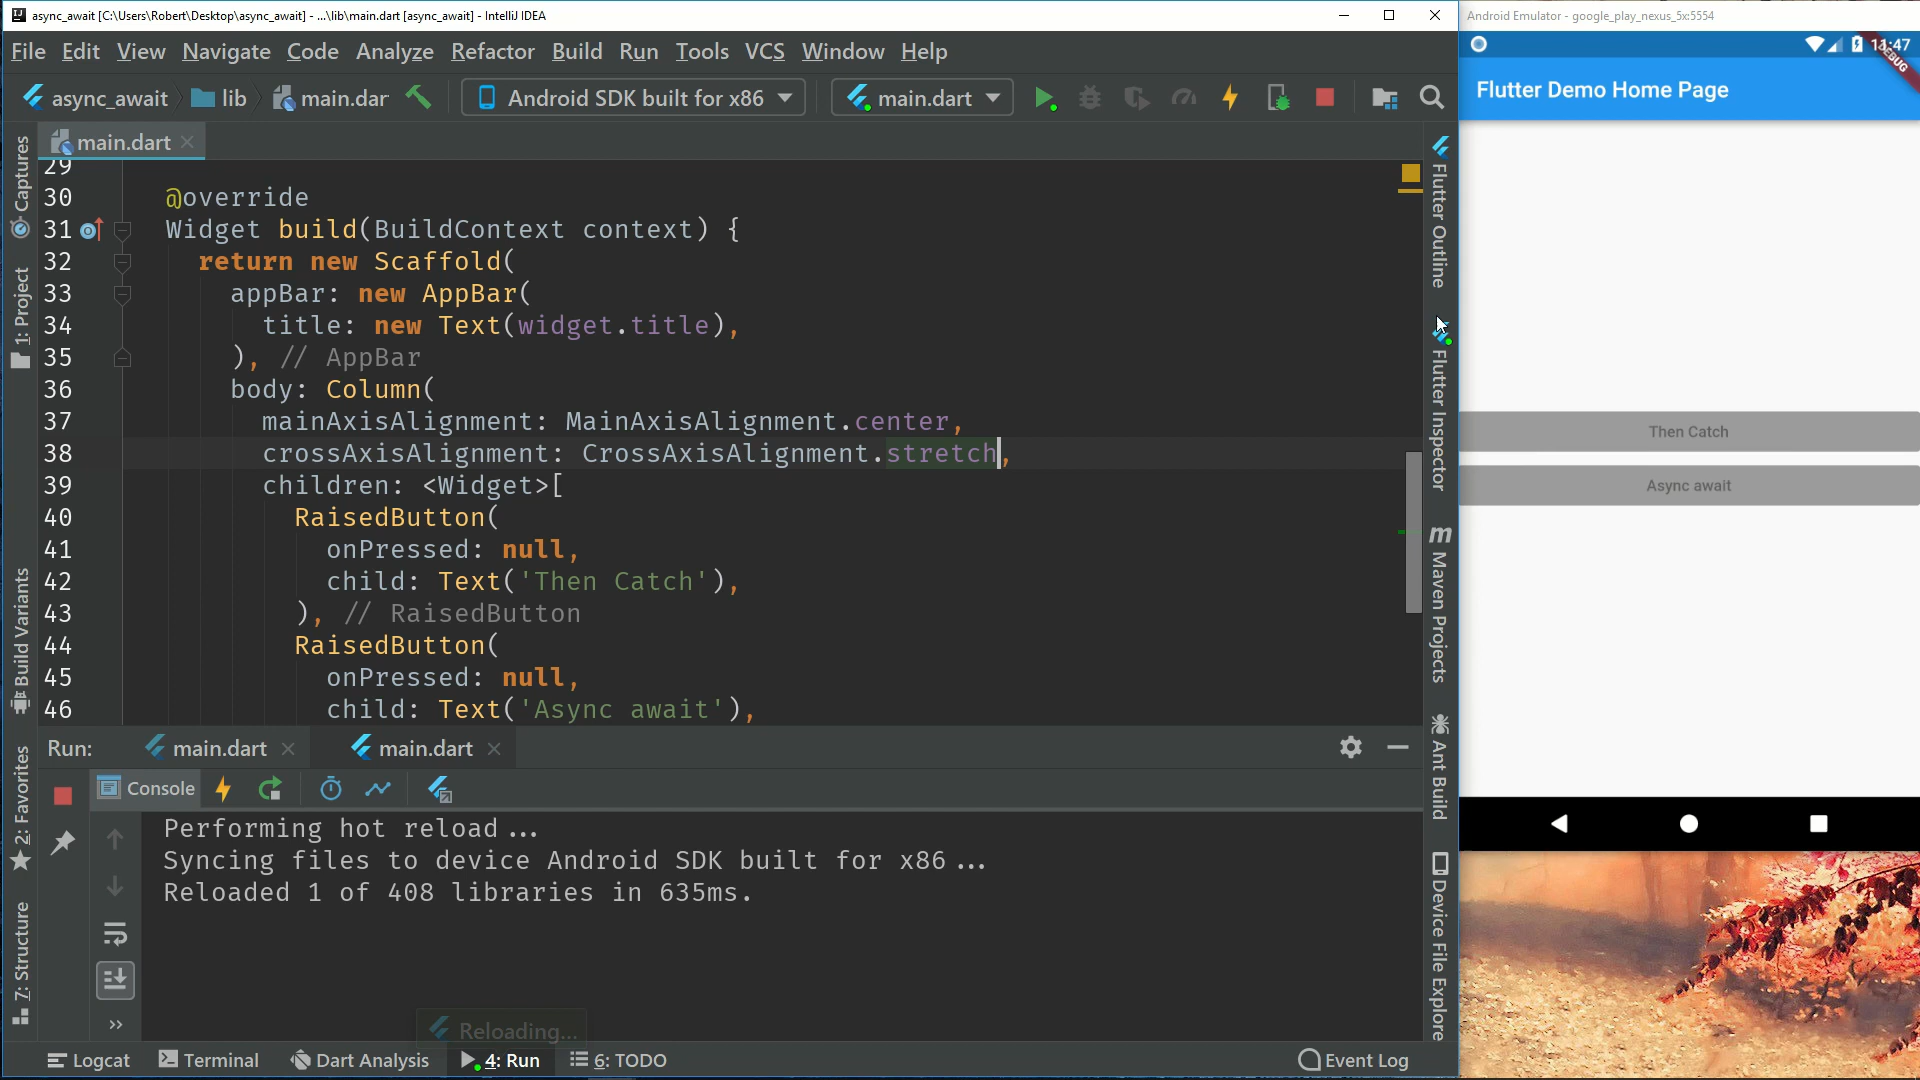 async_await [C:\Users\Robert\Desktop\async_await] - ...\lib\main.dart [async_await] - IntelliJ IDEA
File Edit View Navigate Code Analyze Refactor Build Run Tools VCS Window Help
async_await lib main.dar Android SDK built for x86 main.dart
main.dart
29
30 @override
31 Widget build(BuildContext context) {
32 return new Scaffold(
33 appBar: new AppBar(
34 title: new Text(widget.title),
35 ), // AppBar
36 body: Column(
37 mainAxisAlignment: MainAxisAlignment.center,
38 crossAxisAlignment: CrossAxisAlignment.stretch,
39 children: <Widget>[
40 RaisedButton(
41 onPressed: null,
42 child: Text('Then Catch'),
43 ), // RaisedButton
44 RaisedButton(
45 onPressed: null,
46 child: Text('Async await'),
Captures
1: Project
Build Variants
2: Favorites
7: Structure
Run: main.dart main.dart
Console
Performing hot reload...
Syncing files to device Android SDK built for x86...
Reloaded 1 of 408 libraries in 635ms.
Reloading...
Logcat Terminal Dart Analysis 4: Run 6: TODO Event Log
Flutter Outline
Flutter Inspector
m Maven Projects
Ant Build
Device File Explore
Android Emulator - google_play_nexus_5x:5554
11:47
DEBUG
Flutter Demo Home Page
Then Catch
Async await